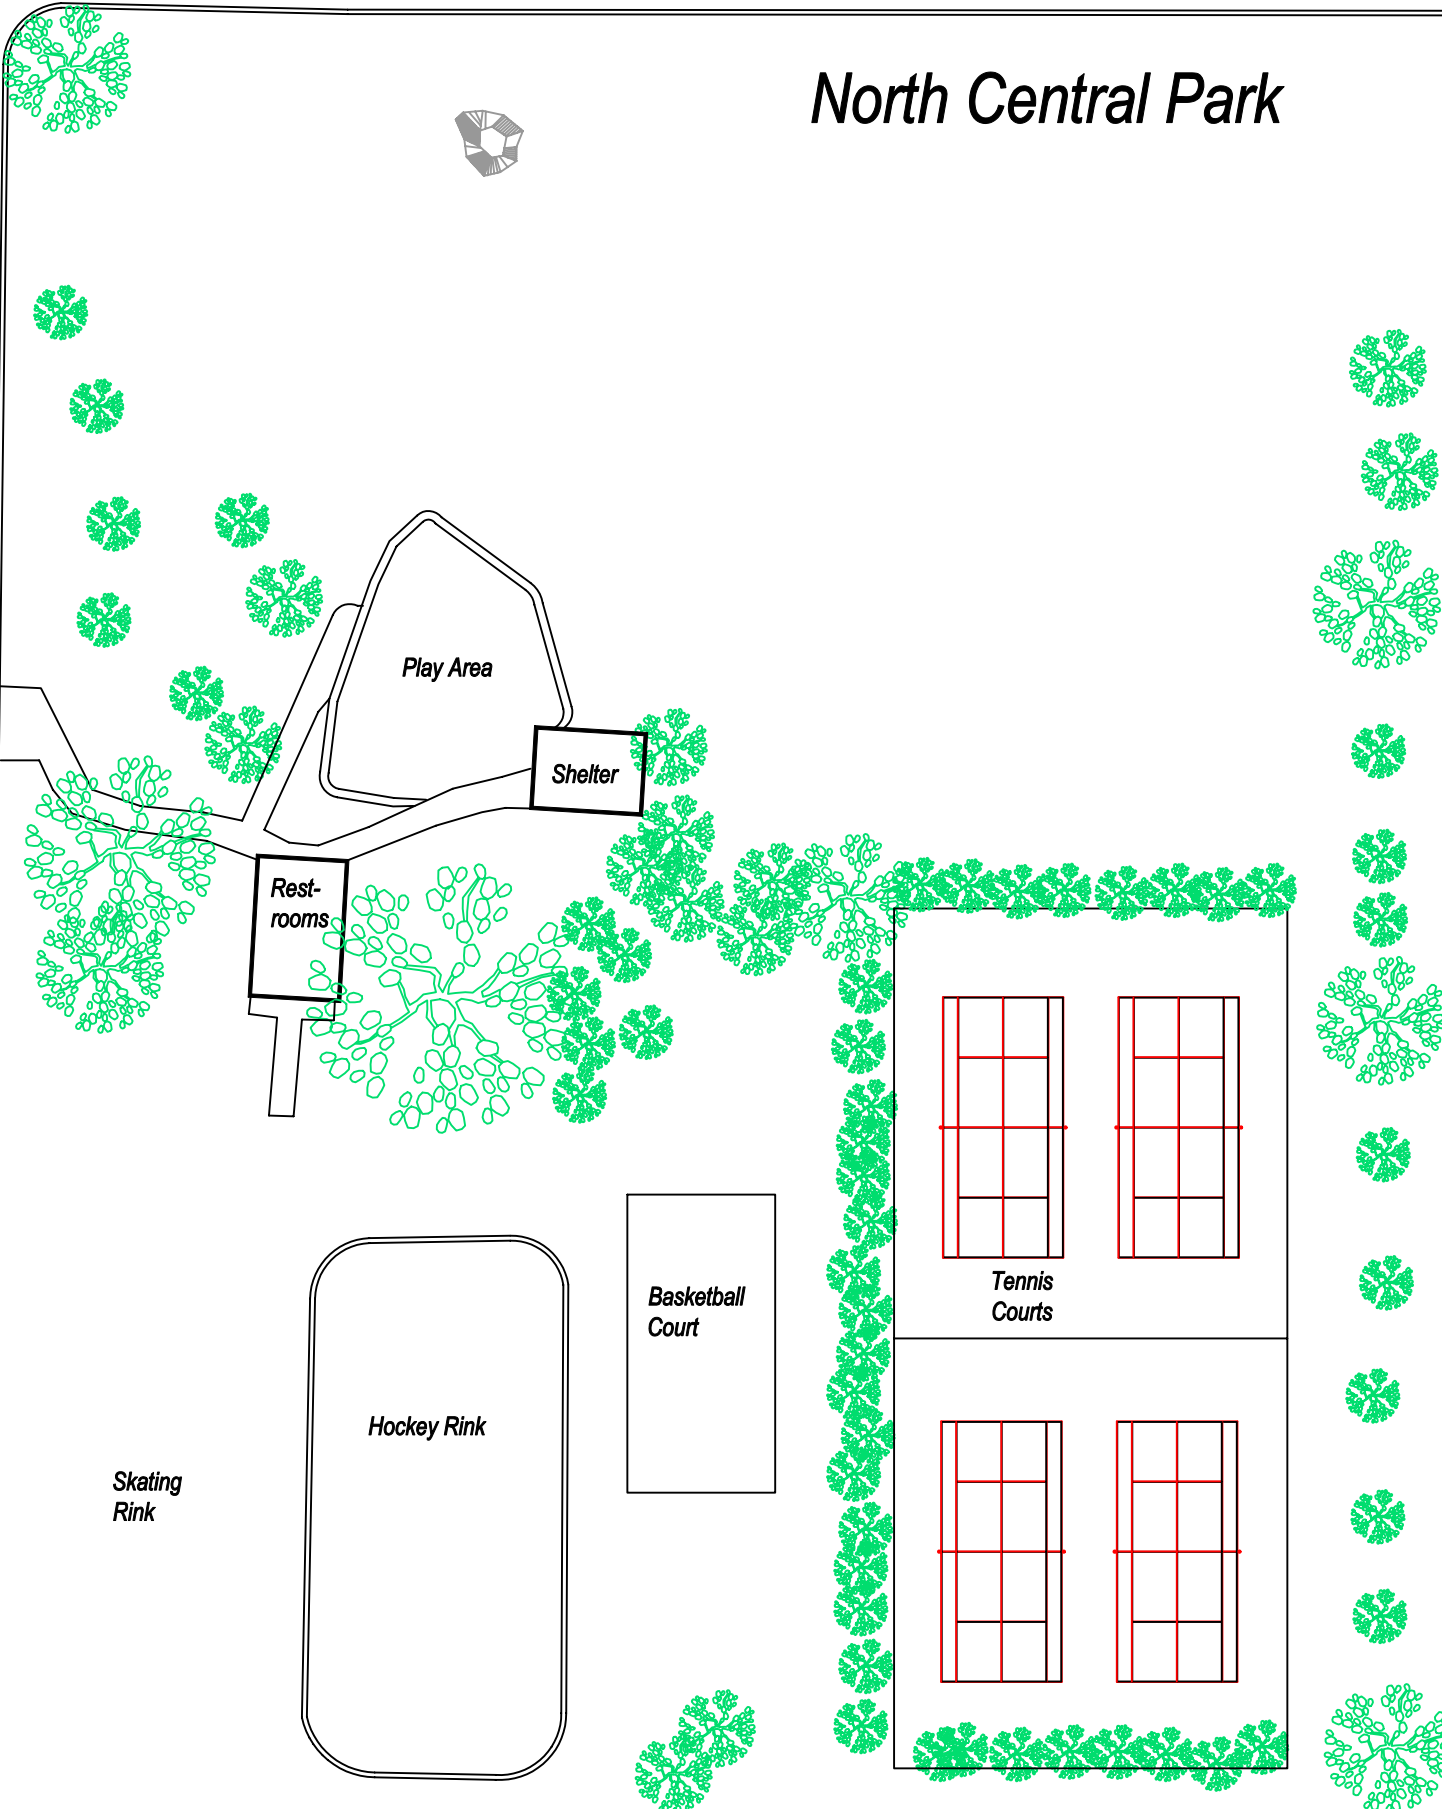 North Central Park
Play Area
Shelter
Rest-
rooms
Tennis
Courts
Basketball
Court
Hockey Rink
Skating
Rink